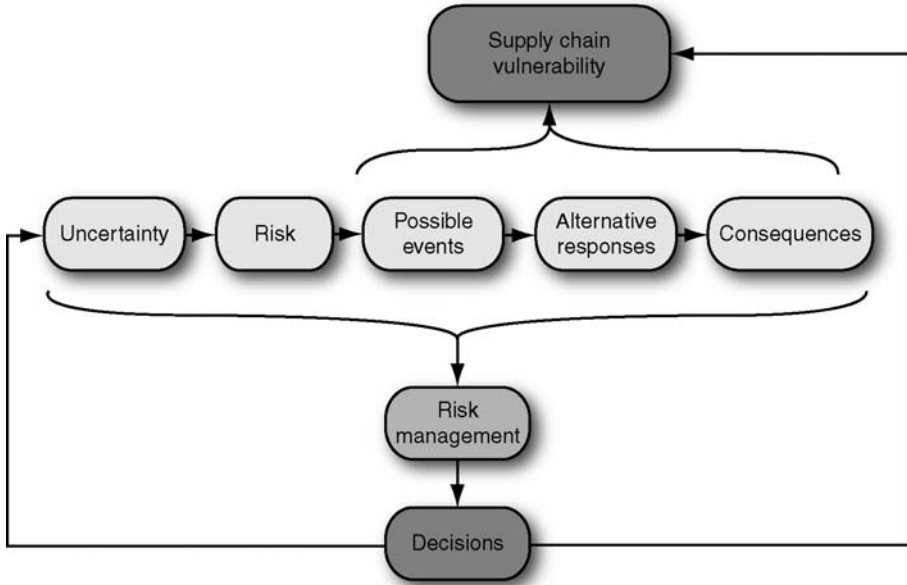 Supply chain
vulnerability
Uncertainty
Risk
Possible
events
Alternative
responses
Consequences
Risk
management
Decisions